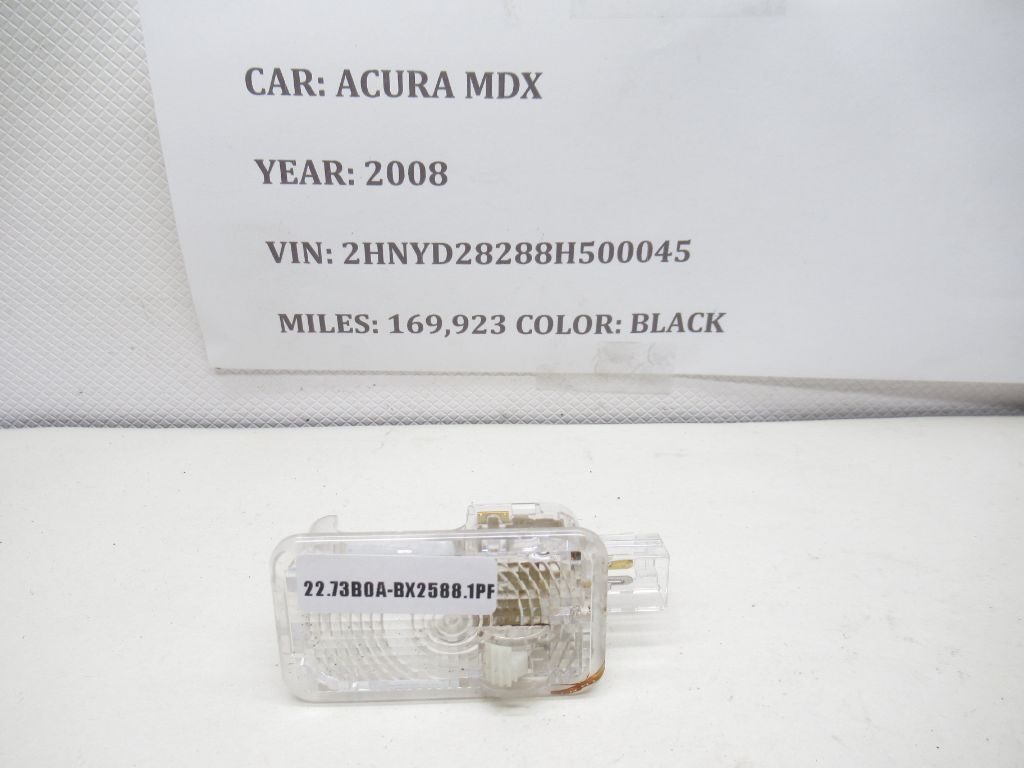 CAR: ACURA MDX
YEAR: 2008
VIN: 2HNYD28288H500045
MILES: 169,923 COLOR: BLACK
22.73B0A-BX2588.1PF